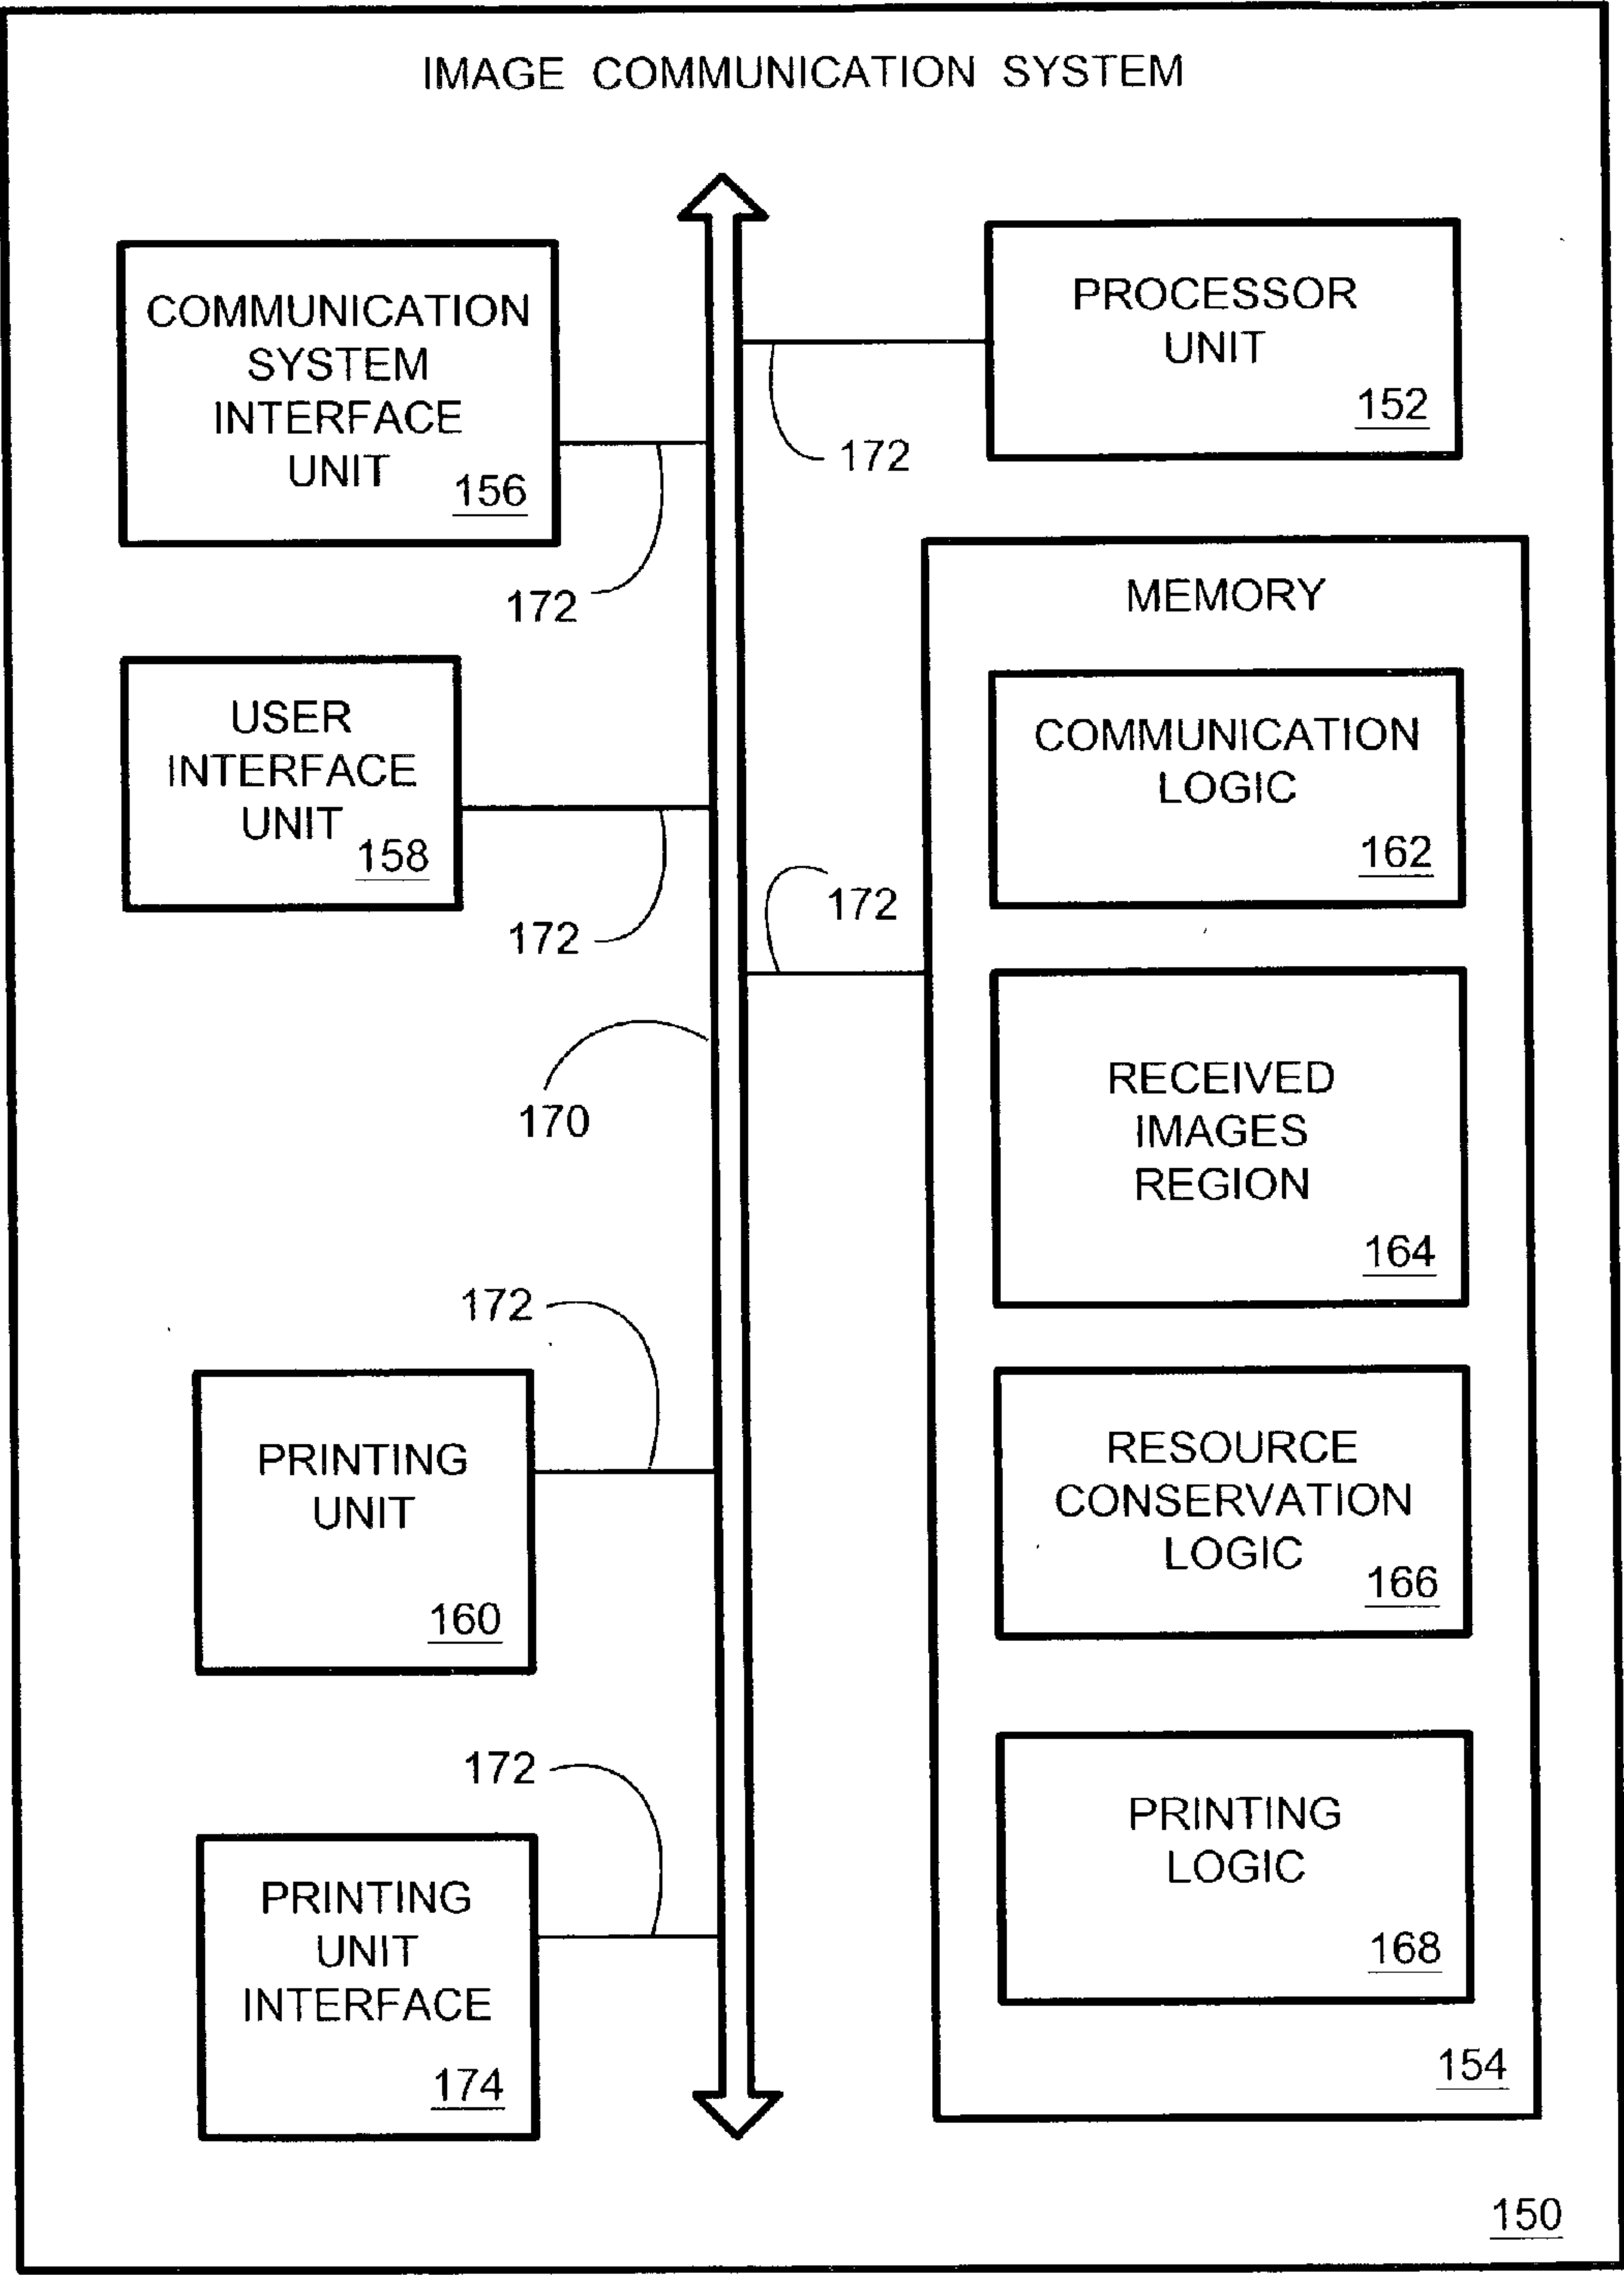 IMAGE COMMUNICATION SYSTEM
COMMUNICATION
SYSTEM
INTERFACE
UNIT
156
172
PROCESSOR
UNIT
152
172
USER
INTERFACE
UNIT
158
172
172
170
MEMORY
COMMUNICATION
LOGIC
162
RECEIVED
IMAGES
REGION
164
RESOURCE
CONSERVATION
LOGIC
166
PRINTING
LOGIC
168
154
172
PRINTING
UNIT
160
172
PRINTING
UNIT
INTERFACE
174
150